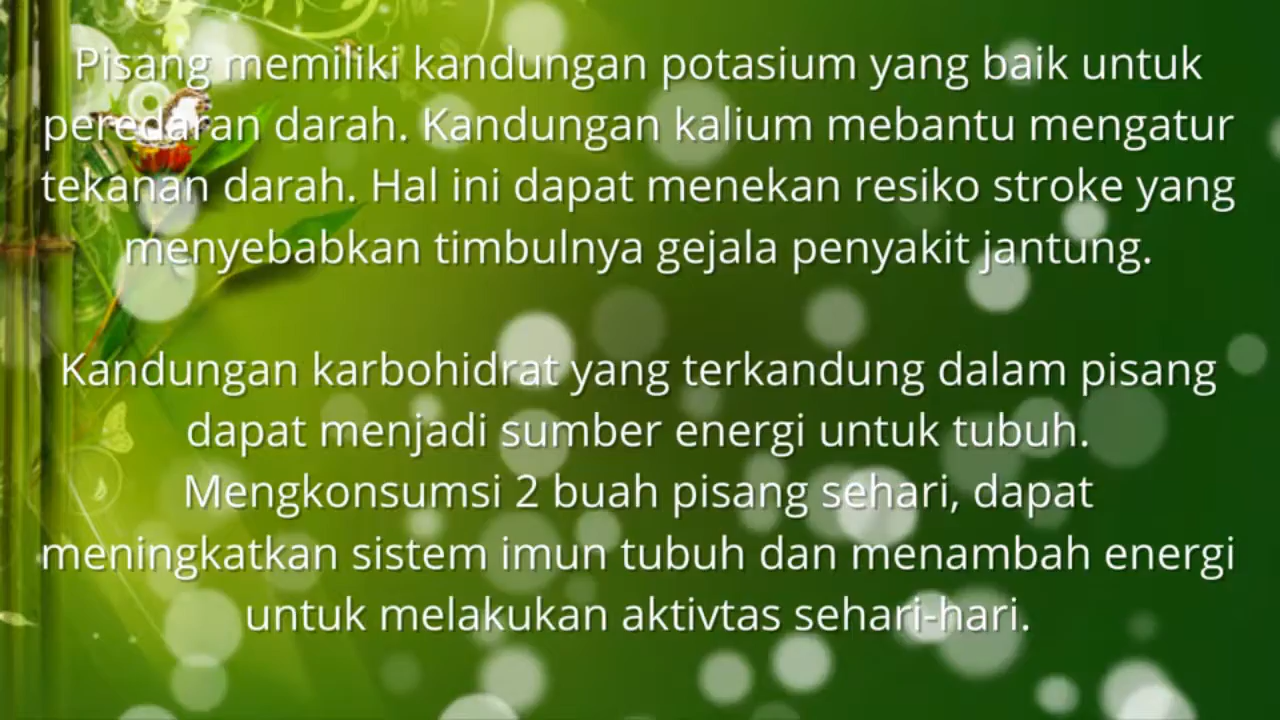 Pisang memiliki kandungan potasium yang baik untuk
peredaran darah. Kandungan kalium mebantu mengatur
tekanan darah. Hal ini dapat menekan resiko stroke yang
menyebabkan timbulnya gejala penyakit jantung.
Kandungan karbohidrat yang terkandung dalam pisang
dapat menjadi sumber energi untuk tubuh.
Mengkonsumsi 2 buah pisang sehari, dapat
meningkatkan sistem imun tubuh dan menambah energi
untuk melakukan aktivtas sehari-hari.